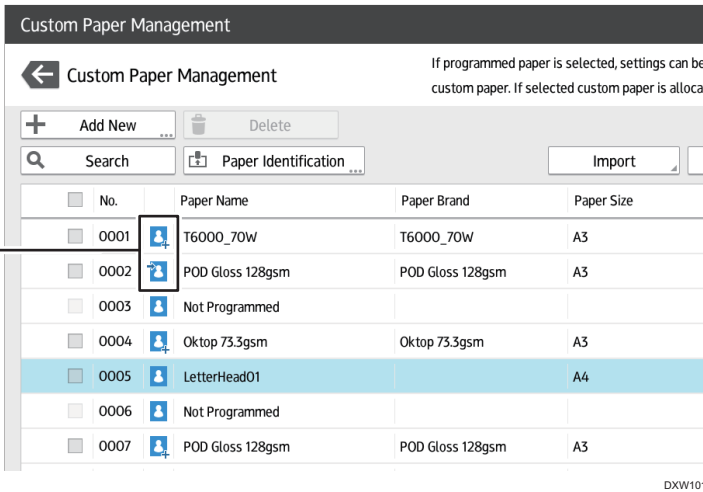 Custom Paper Management
Custom Paper Management
If programmed paper is selected, settings can be
custom paper. If selected custom paper is alloca
Add New ...
Delete
Search
Paper Identification ...
Import
No. Paper Name Paper Brand Paper Size
0001 T6000_70W T6000_70W A3
0002 POD Gloss 128gsm POD Gloss 128gsm A3
0003 Not Programmed
0004 Oktop 73.3gsm Oktop 73.3gsm A3
0005 LetterHead01 A4
0006 Not Programmed
0007 POD Gloss 128gsm POD Gloss 128gsm A3
DXW101